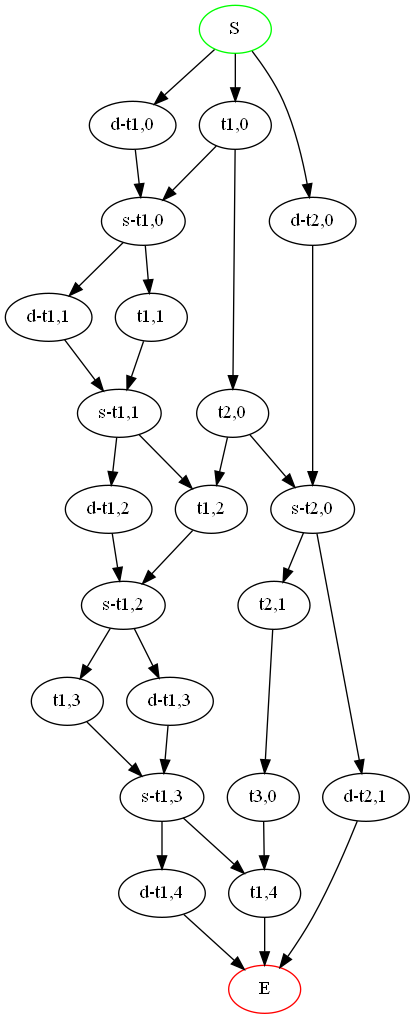 S
d-t1,0
t1,0
s-t1,0
d-t2,0
d-t1,1
t1,1
s-t1,1
t2,0
d-t1,2
t1,2
s-t2,0
s-t1,2
t2,1
t1,3
d-t1,3
s-t1,3
t3,0
d-t2,1
d-t1,4
t1,4
E